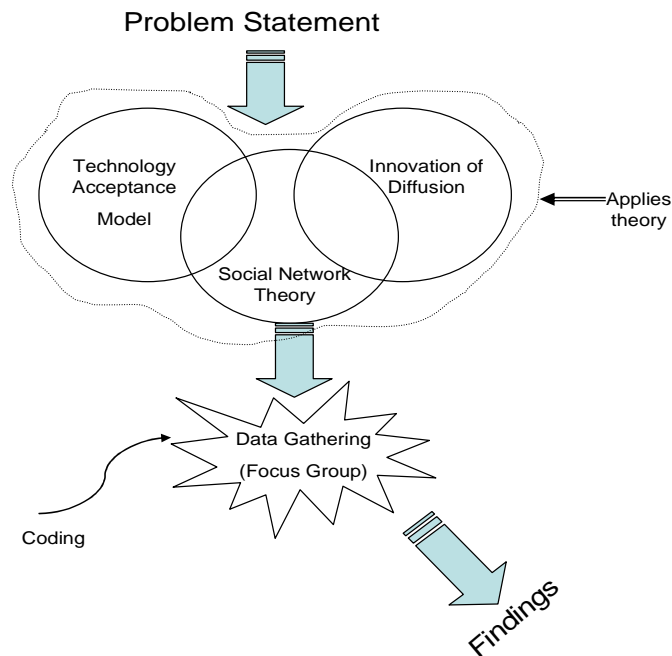 Problem Statement
Technology
Acceptance
Model
Innovation of
Diffusion
Applies
theory
Social Network
Theory
Data Gathering
(Focus Group)
Coding
Findings